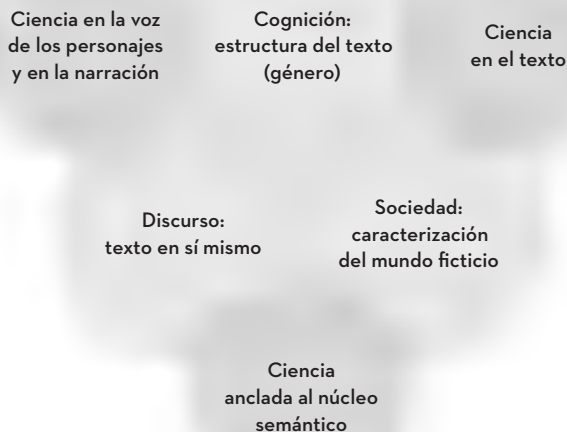 Ciencia en la voz
de los personajes
y en la narración
Cognición:
estructura del texto
(género)
Ciencia
en el texto
Discurso:
texto en sí mismo
Sociedad:
caracterización
del mundo ficticio
Ciencia
anclada al núcleo
semántico